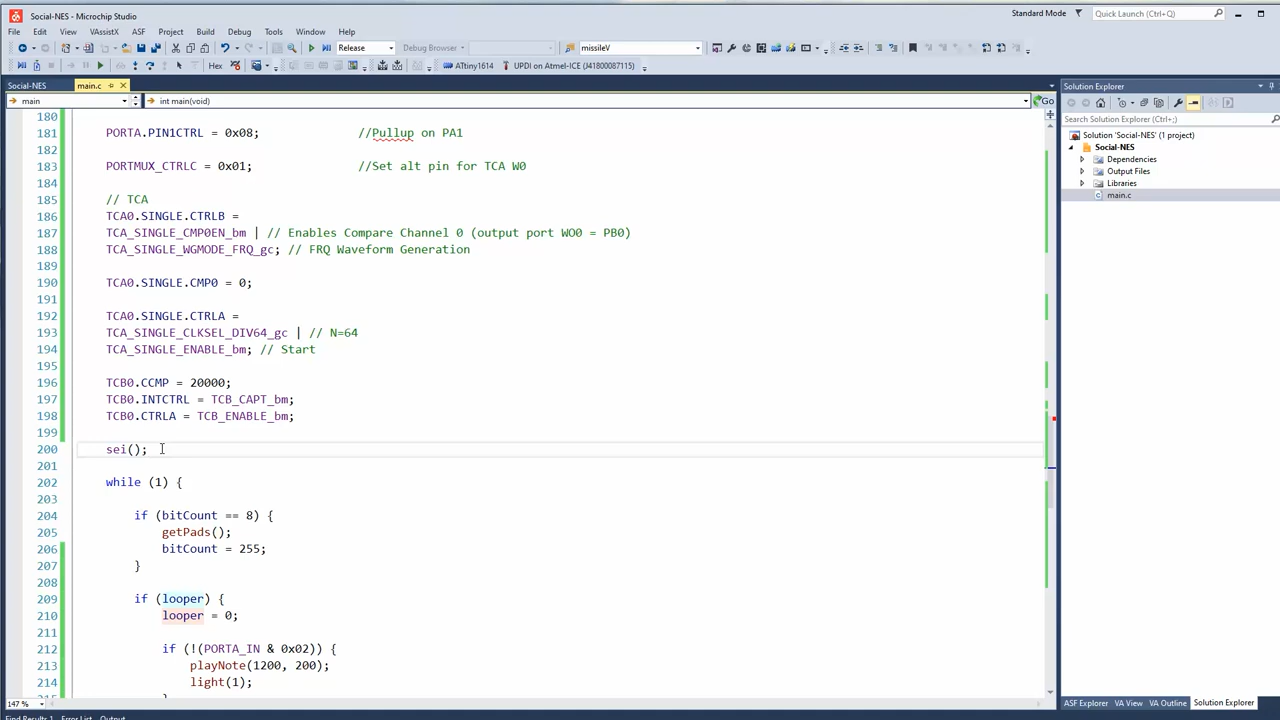 Social-NES - Microchip Studio
Standard Mode
Quick Launch (Ctrl+Q)
File Edit View VAssistX ASF Project Build Debug Tools Window Help
Release
Debug Browser
missileV
Hex
ATtiny1614
UPDI on Atmel-ICE (J41800087115)
Social-NES
main.c
main
int main(void)
Go
180
181 PORTA.PIN1CTRL = 0x08; //Pullup on PA1
182
183 PORTMUX_CTRLC = 0x01; //Set alt pin for TCA W0
184
185 // TCA
186 TCA0.SINGLE.CTRLB =
187 TCA_SINGLE_CMP0EN_bm | // Enables Compare Channel 0 (output port WO0 = PB0)
188 TCA_SINGLE_WGMODE_FRQ_gc; // FRQ Waveform Generation
189
190 TCA0.SINGLE.CMP0 = 0;
191
192 TCA0.SINGLE.CTRLA =
193 TCA_SINGLE_CLKSEL_DIV64_gc | // N=64
194 TCA_SINGLE_ENABLE_bm; // Start
195
196 TCB0.CCMP = 20000;
197 TCB0.INTCTRL = TCB_CAPT_bm;
198 TCB0.CTRLA = TCB_ENABLE_bm;
199
200 sei();
201
202 while (1) {
203
204 if (bitCount == 8) {
205 getPads();
206 bitCount = 255;
207 }
208
209 if (looper) {
210 looper = 0;
211
212 if (!(PORTA_IN & 0x02)) {
213 playNote(1200, 200);
214 light(1);
215 }
147 %
Find Results 1 Error List Output
Solution Explorer
Search Solution Explorer (Ctrl+;)
Solution 'Social-NES' (1 project)
Social-NES
Dependencies
Output Files
Libraries
main.c
ASF Explorer VA View VA Outline Solution Explorer